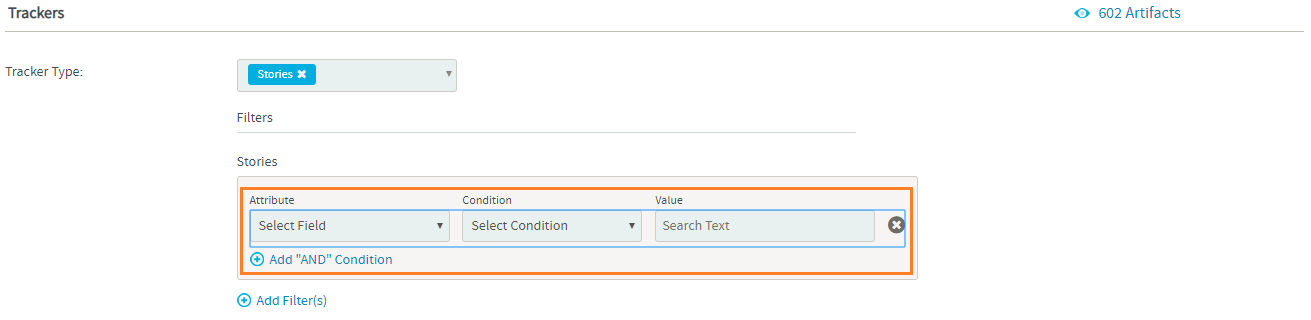 Trackers
602 Artifacts
Tracker Type:
Stories
Filters
Stories
Attribute Condition Value
Select Field Select Condition Search Text
Add "AND" Condition
Add Filter(s)